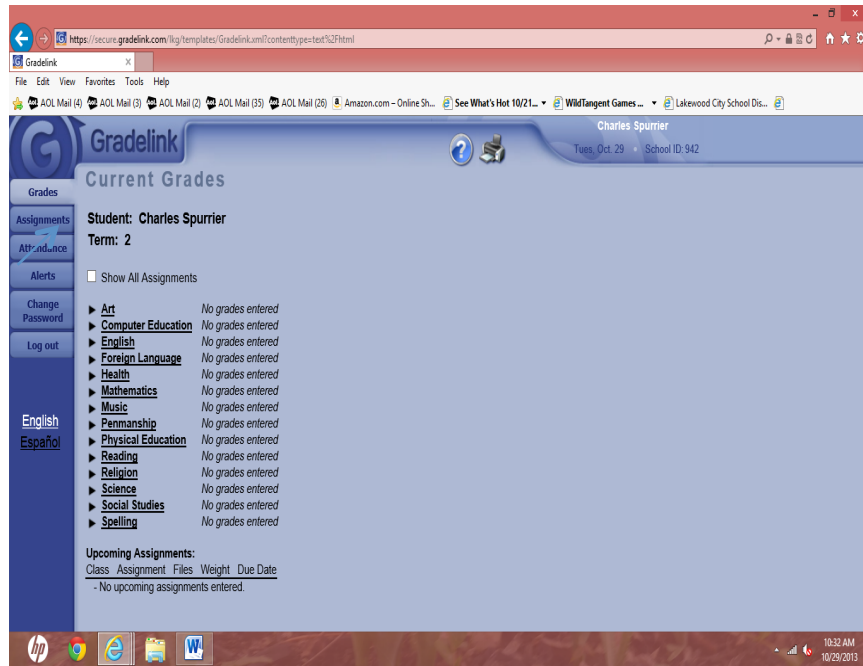 https://secure.gradelink.com/lkg/templates/Gradelink.xml?contenttype=text%2Fhtml
Gradelink
File Edit View Favorites Tools Help
AOL Mail (4) AOL Mail (3) AOL Mail (2) AOL Mail (35) AOL Mail (26) Amazon.com – Online Sh... See What's Hot 10/21... WildTangent Games ... Lakewood City School Dis...
G Gradelink
Charles Spurrier
Tues, Oct. 29 School ID: 942
Current Grades
Grades
Assignments
Attendance
Alerts
Change
Password
Log out
English
Español
Student: Charles Spurrier
Term: 2
Show All Assignments
Art No grades entered
Computer Education No grades entered
English No grades entered
Foreign Language No grades entered
Health No grades entered
Mathematics No grades entered
Music No grades entered
Penmanship No grades entered
Physical Education No grades entered
Reading No grades entered
Religion No grades entered
Science No grades entered
Social Studies No grades entered
Spelling No grades entered
Upcoming Assignments:
Class Assignment Files Weight Due Date
- No upcoming assignments entered.
hp
10:32 AM
10/29/2013